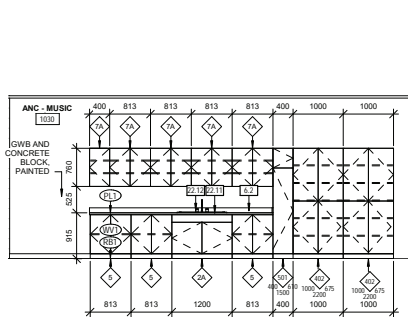 ANC - MUSIC
1030
400 813 813 813 813 400 1000 1000
7A 7A 7A 7A 7A
GWB AND
CONCRETE
BLOCK,
PAINTED
760
525
915
22.12 22.11 6.2
PL1
WV1
RB1
5 5 2A 5 501 402 402
1500
1000 675
2200
1000 675
2200
813 813 1200 813 400 1000 1000